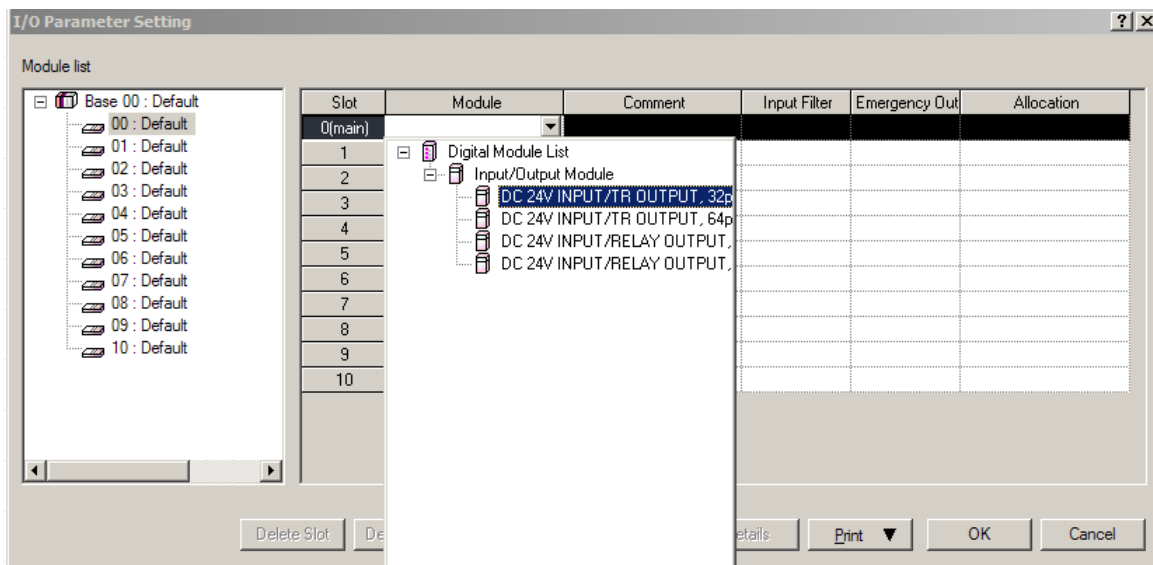 I/O Parameter Setting
Module list
Base 00 : Default
00 : Default
01 : Default
02 : Default
03 : Default
04 : Default
05 : Default
06 : Default
07 : Default
08 : Default
09 : Default
10 : Default
Slot Module Comment Input Filter Emergency Out Allocation
0(main)
1
2
3
4
5
6
7
8
9
10
Digital Module List
Input/Output Module
DC 24V INPUT/TR OUTPUT, 32p
DC 24V INPUT/TR OUTPUT, 64p
DC 24V INPUT/RELAY OUTPUT,
DC 24V INPUT/RELAY OUTPUT,
Delete Slot De etails Print OK Cancel